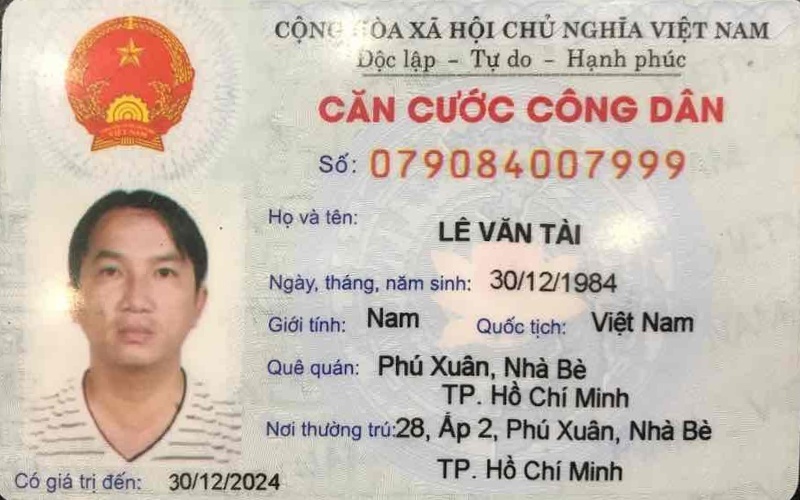 CỘNG HÒA XÃ HỘI CHỦ NGHĨA VIỆT NAM
Độc lập - Tự do - Hạnh phúc
CĂN CƯỚC CÔNG DÂN
Số: 079084007999
Họ và tên: LÊ VĂN TÀI
Ngày, tháng, năm sinh: 30/12/1984
Giới tính: Nam Quốc tịch: Việt Nam
Quê quán: Phú Xuân, Nhà Bè
TP. Hồ Chí Minh
Nơi thường trú: 28, Ấp 2, Phú Xuân, Nhà Bè
TP. Hồ Chí Minh
Có giá trị đến: 30/12/2024
VIỆT NAM